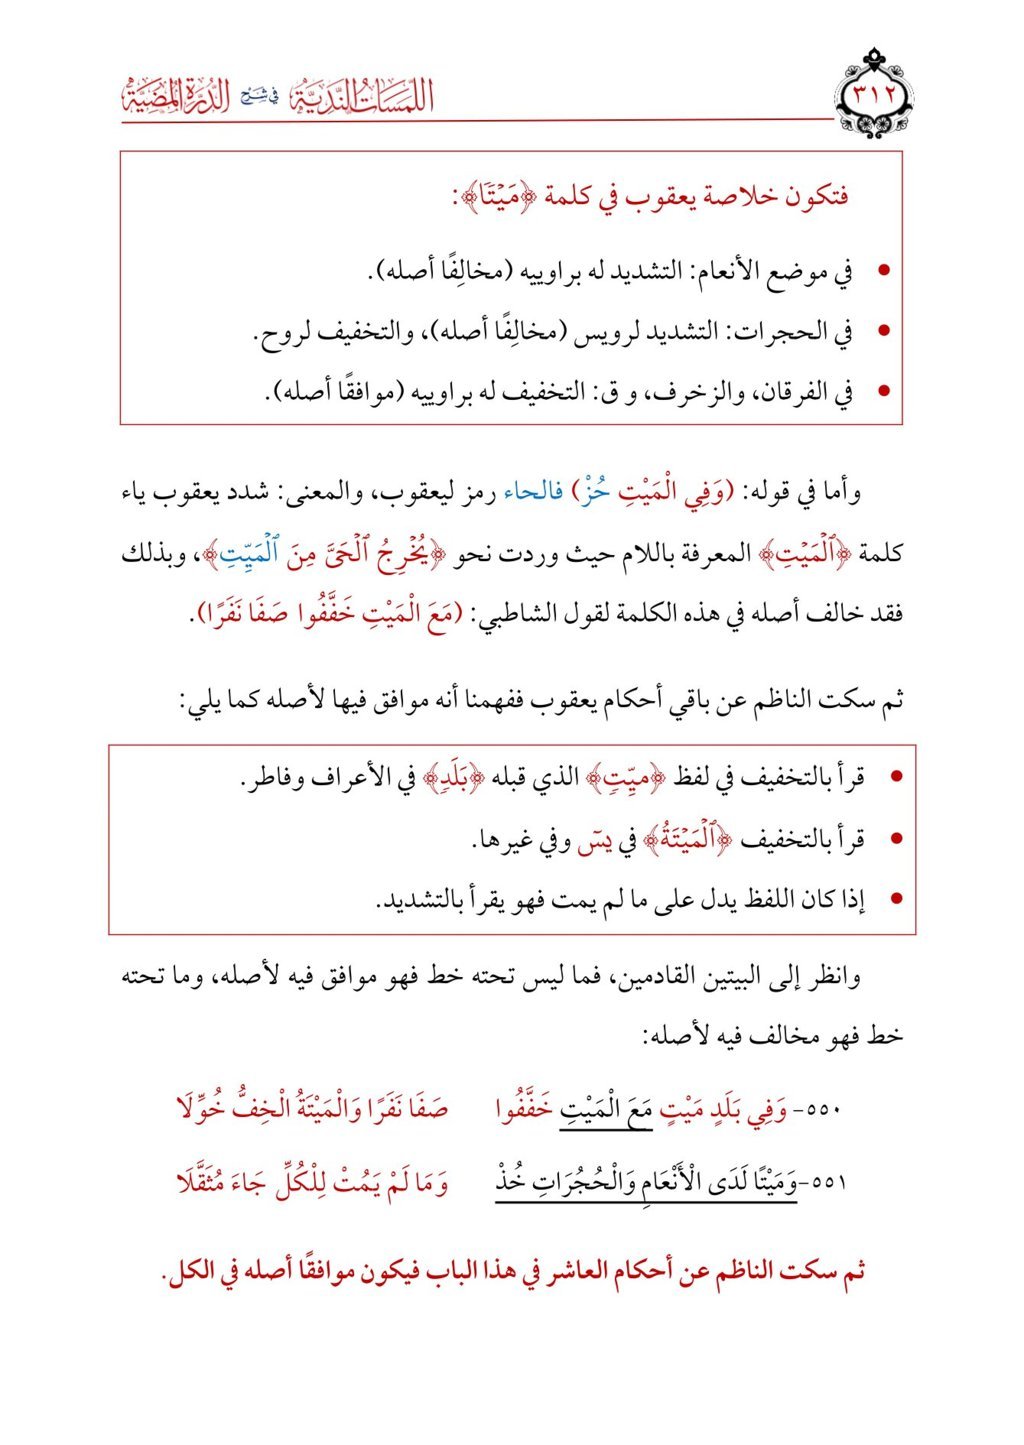 اللمسات الندية في شرح الدرة المضية
٣١٢
فتكون خلاصة يعقوب في كلمة ﴿مَيۡتًا﴾:
• في موضع الأنعام: التشديد له براوييه (مخالِفًا أصله).
• في الحجرات: التشديد لرويس (مخالِفًا أصله)، والتخفيف لروح.
• في الفرقان، والزخرف، و ق: التخفيف له براوييه (موافقًا أصله).
وأما في قوله: (وَفِي الْمَيْتِ حُزْ) فالحاء رمز ليعقوب، والمعنى: شدد يعقوب ياء
كلمة ﴿ٱلۡمَيۡتِ﴾ المعرفة باللام حيث وردت نحو ﴿يُخۡرِجُ ٱلۡحَيَّ مِنَ ٱلۡمَيِّتِ﴾، وبذلك
فقد خالف أصله في هذه الكلمة لقول الشاطبي: (مَعَ الْمَيْتِ خَفَّفُوا صَفَا نَفَرًا).
ثم سكت الناظم عن باقي أحكام يعقوب ففهمنا أنه موافق فيها لأصله كما يلي:
• قرأ بالتخفيف في لفظ ﴿ميِّتٖ﴾ الذي قبله ﴿بَلَدٖ﴾ في الأعراف وفاطر.
• قرأ بالتخفيف ﴿ٱلۡمَيۡتَةُ﴾ في يسٓ وفي غيرها.
• إذا كان اللفظ يدل على ما لم يمت فهو يقرأ بالتشديد.
وانظر إلى البيتين القادمين، فما ليس تحته خط فهو موافق فيه لأصله، وما تحته
خط فهو مخالف فيه لأصله:
٥٥٠- وَفِي بَلَدٍ مَيْتٍ مَعَ الْمَيْتِ خَفَّفُوا صَفَا نَفَرًا وَالْمَيْتَةُ الْخِفُّ خُوِّلَا
٥٥١-وَمَيْتًا لَدَى الْأَنْعَامِ وَالْحُجُرَاتِ خُذْ وَمَا لَمْ يَمُتْ لِلْكُلِّ جَاءَ مُثَقَّلَا
ثم سكت الناظم عن أحكام العاشر في هذا الباب فيكون موافقًا أصله في الكل.